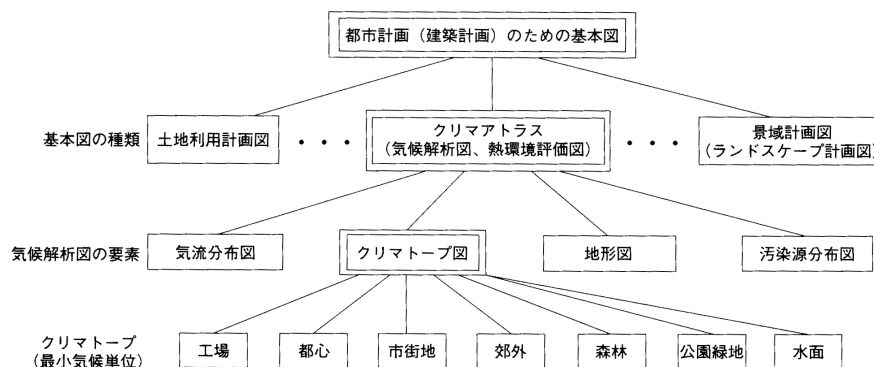 都市計画（建築計画）のための基本図
基本図の種類
土地利用計画図
・・・
クリマアトラス
（気候解析図、熱環境評価図）
・・・
景域計画図
（ランドスケープ計画図）
気候解析図の要素
気流分布図
クリマトープ図
地形図
汚染源分布図
クリマトープ
（最小気候単位）
工場
都心
市街地
郊外
森林
公園緑地
水面